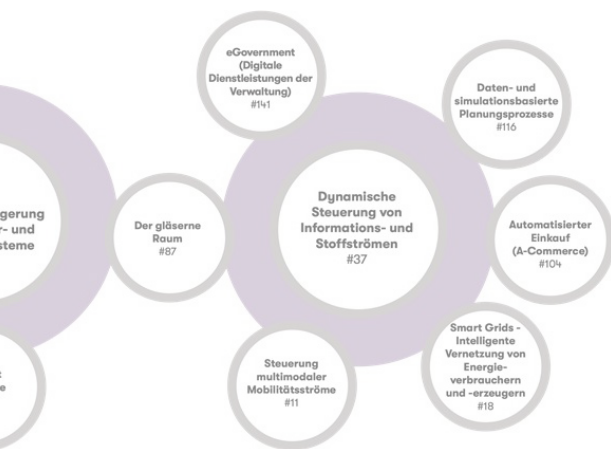 eGovernment
(Digitale
Dienstleistungen der
Verwaltung)
#141
Daten- und
simulationsbasierte
Planungsprozesse
#116
gerung
r- und
steme
Der gläserne
Raum
#87
Dynamische
Steuerung von
Informations- und
Stoffströmen
#37
Automatisierter
Einkauf
(A-Commerce)
#104
Steuerung
multimodaler
Mobilitätsströme
#11
Smart Grids -
Intelligente
Vernetzung von
Energie-
verbrauchern
und -erzeugern
#18